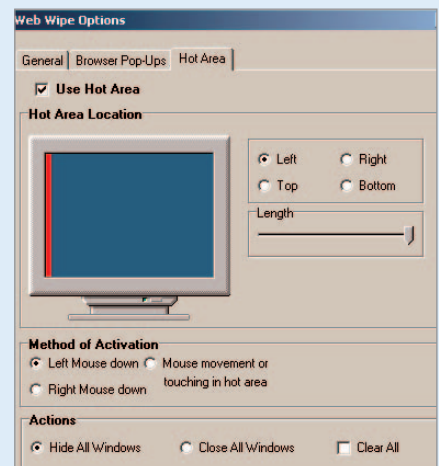 Web Wipe Options
General Browser Pop-Ups Hot Area
Use Hot Area
Hot Area Location
Left Right
Top Bottom
Length
Method of Activation
Left Mouse down Mouse movement or
touching in hot area
Right Mouse down
Actions
Hide All Windows Close All Windows Clear All